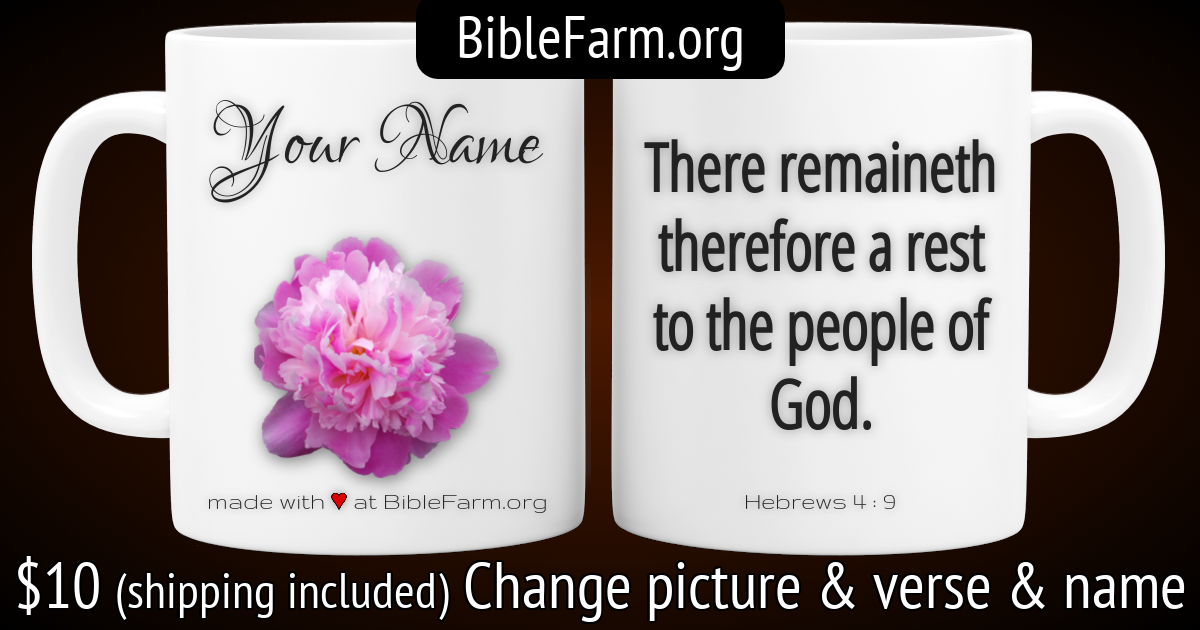 BibleFarm.org
Your Name
made with ♥ at BibleFarm.org
There remaineth
therefore a rest
to the people of
God.
Hebrews 4 : 9
$10 (shipping included) Change picture & verse & name